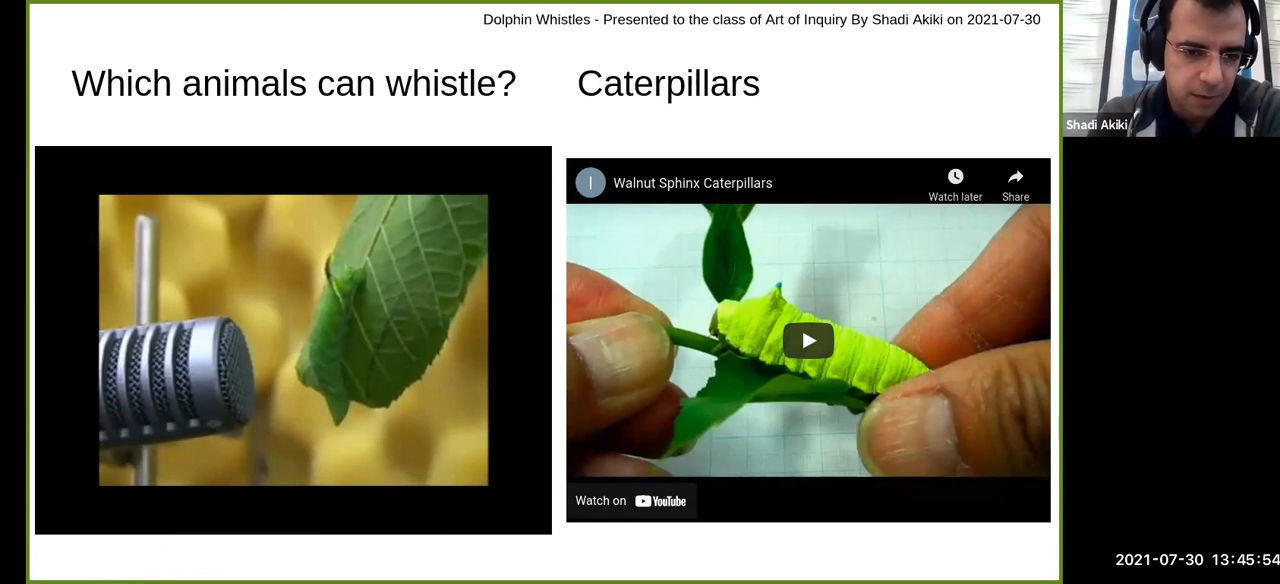 Dolphin Whistles - Presented to the class of Art of Inquiry By Shadi Akiki on 2021-07-30
Which animals can whistle?
Caterpillars
Shadi Akiki
I
Walnut Sphinx Caterpillars
Watch later
Share
Watch on YouTube
2021-07-30 13:45:54